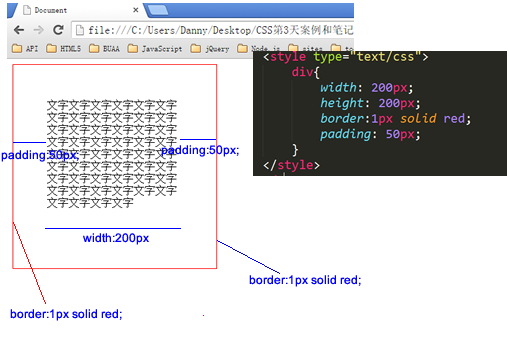 Document
file:///C:/Users/Danny/Desktop/CSS第3天案例和笔记
API HTML5 BUAA JavaScript jQuery Node.js sites to
文字文字文字文字文字文字
文字文字文字文字文字文字
文字文字文字文字文字文字
文字文字文字文字文字文字
文字文字文字文字文字文字
文字文字文字文字文字文字
文字文字文字文字文字文字
文字文字文字文字文字文字
文字文字文字文字
padding:50px;
padding:50px;
width:200px
border:1px solid red;
border:1px solid red;
<style type="text/css">
div{
width: 200px;
height: 200px;
border:1px solid red;
padding: 50px;
}
</style>